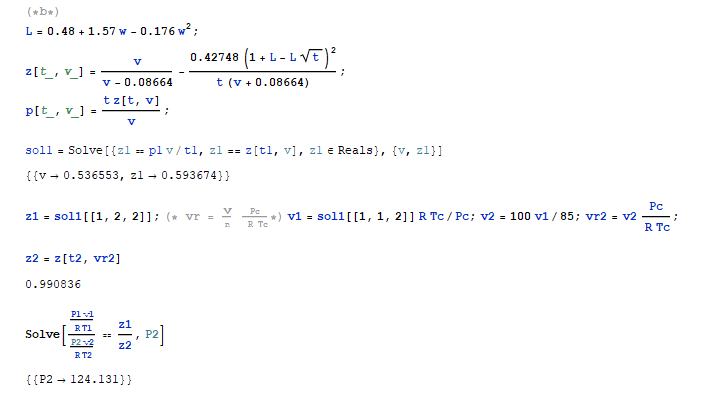 (*b*)
L = 0.48 + 1.57 w - 0.176 w²;
z[t_, v_] = v/(v - 0.08664) - 0.42748 (1 + L - L √t)²/(t (v + 0.08664));
p[t_, v_] = t z[t, v]/v;
sol1 = Solve[{z1 == p1 v / t1, z1 == z[t1, v], z1 ∈ Reals}, {v, z1}]
{{v → 0.536553, z1 → 0.593674}}
z1 = sol1[[1, 2, 2]]; (* vr = V/n Pc/(R Tc) *) v1 = sol1[[1, 1, 2]] R Tc / Pc; v2 = 100 v1 / 85; vr2 = v2 Pc/(R Tc);
z2 = z[t2, vr2]
0.990836
Solve[(P1 v1/(R T1))/(P2 v2/(R T2)) == z1/z2, P2]
{{P2 → 124.131}}